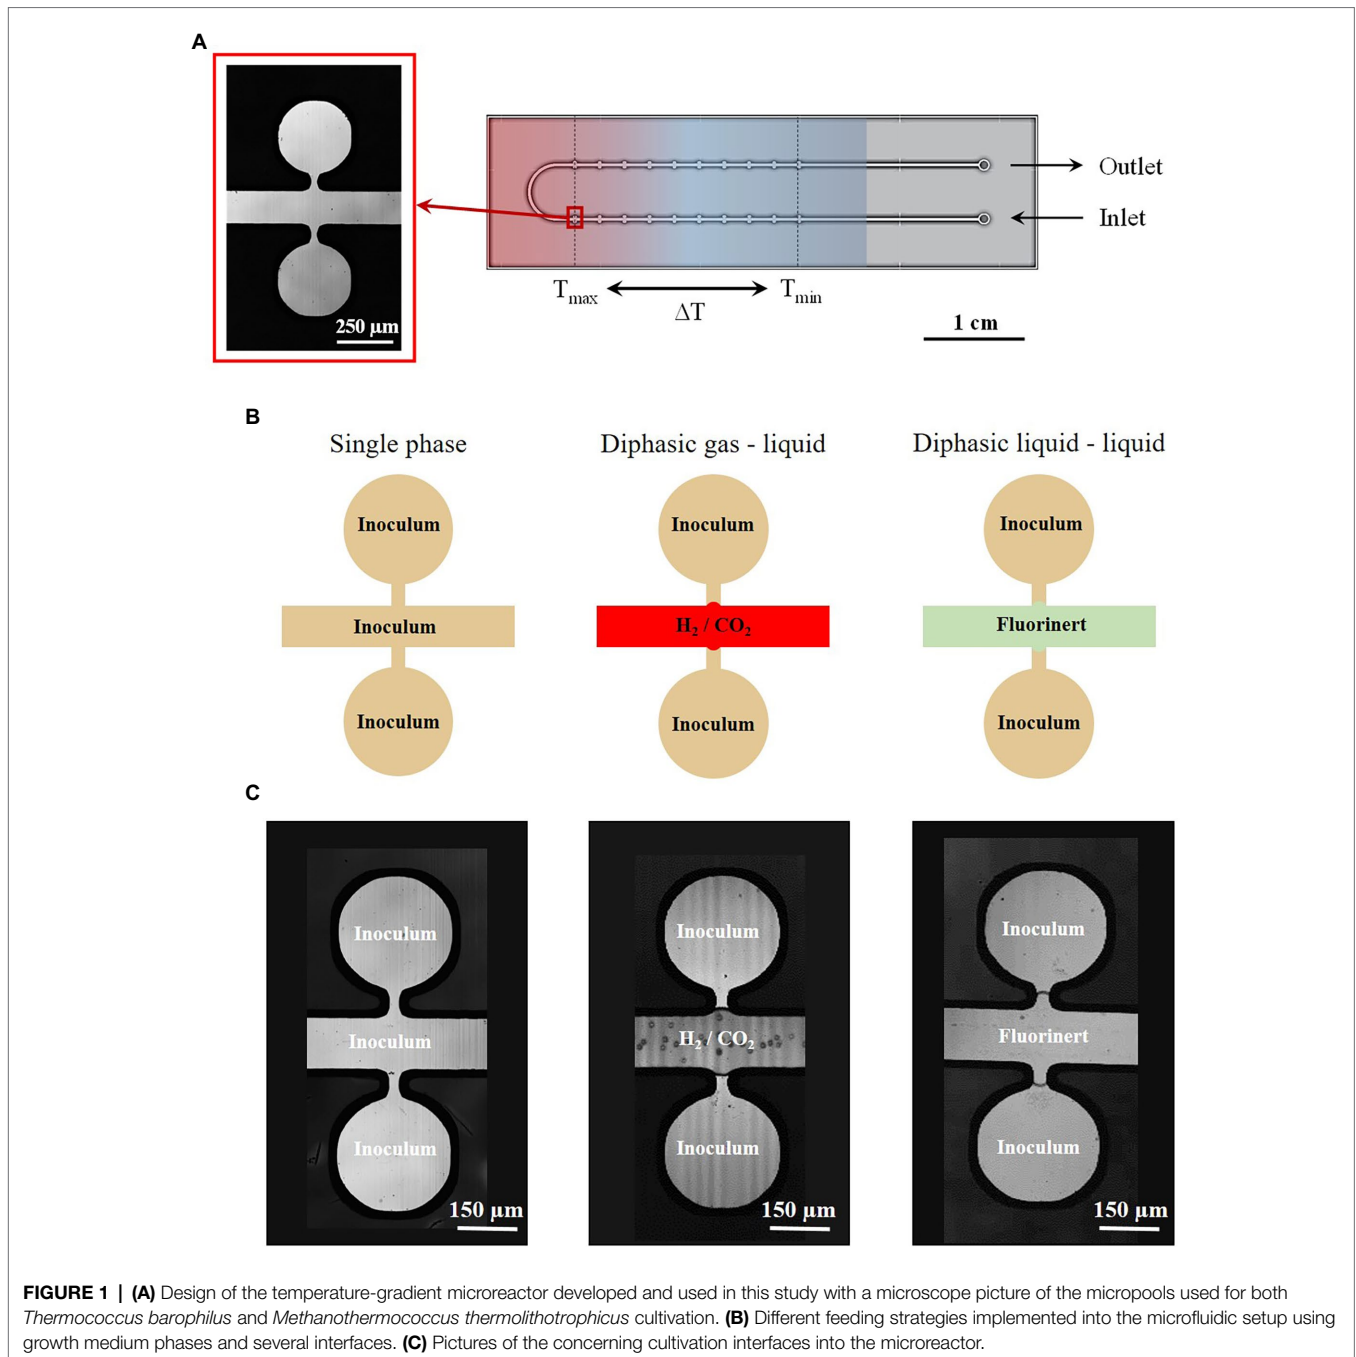 A
250 µm
Outlet
Inlet
Tmax
ΔT
Tmin
1 cm
B
Single phase
Diphasic gas - liquid
Diphasic liquid - liquid
Inoculum
Inoculum
Inoculum
Inoculum
H2 / CO2
Fluorinert
Inoculum
Inoculum
Inoculum
C
Inoculum
Inoculum
Inoculum
Inoculum
H2 / CO2
Fluorinert
Inoculum
Inoculum
Inoculum
150 µm
150 µm
150 µm
FIGURE 1 | (A) Design of the temperature-gradient microreactor developed and used in this study with a microscope picture of the micropools used for both
Thermococcus barophilus and Methanothermococcus thermolithotrophicus cultivation. (B) Different feeding strategies implemented into the microfluidic setup using
growth medium phases and several interfaces. (C) Pictures of the concerning cultivation interfaces into the microreactor.